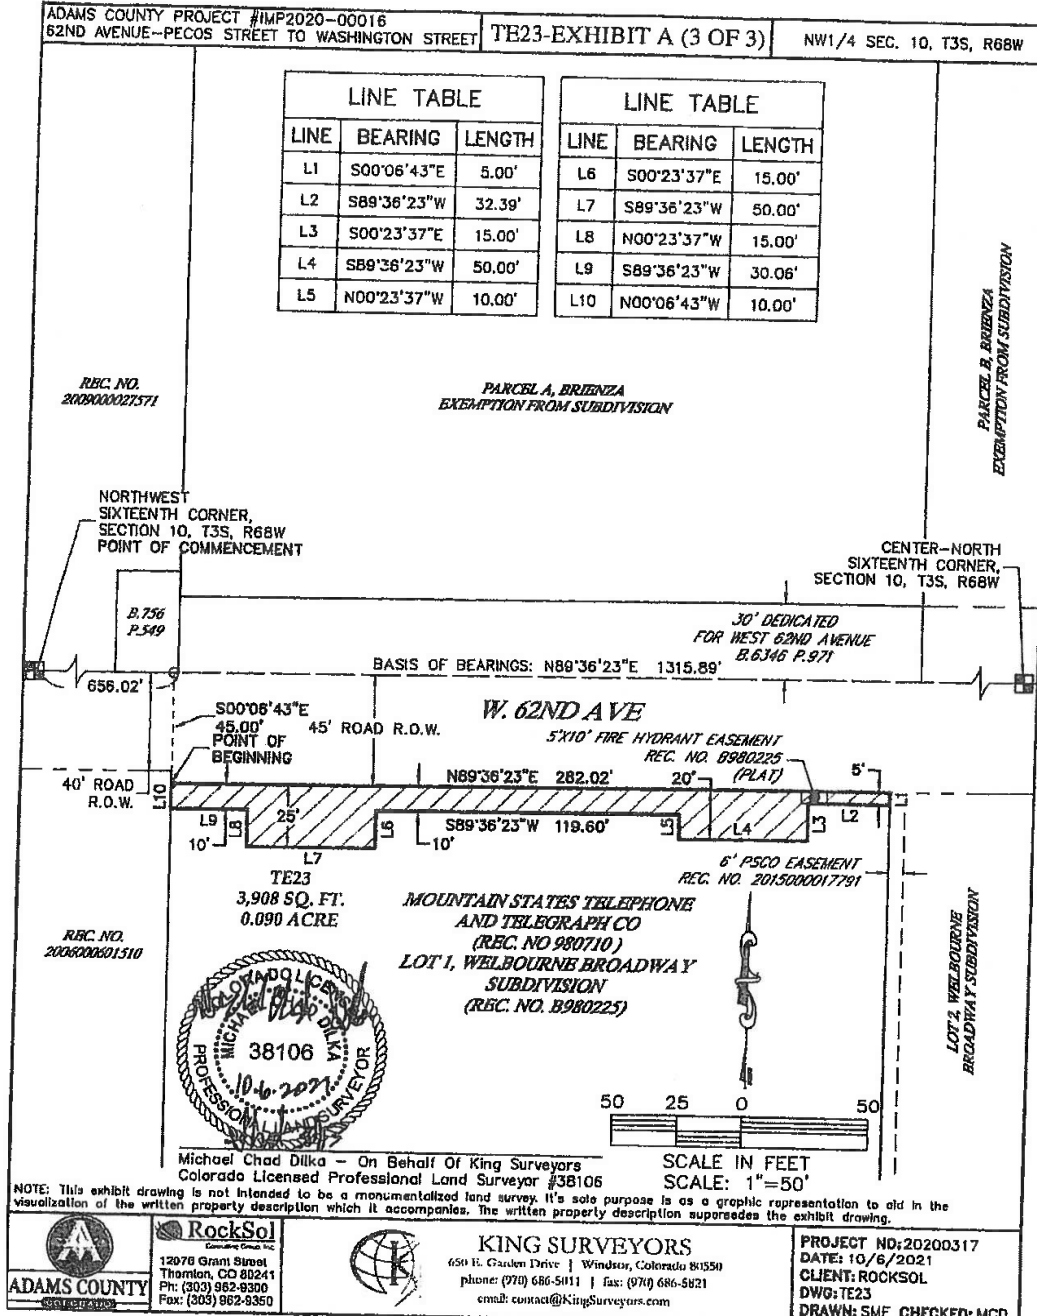 ADAMS COUNTY PROJECT #IMP2020-00016
62ND AVENUE-PECOS STREET TO WASHINGTON STREET
TE23-EXHIBIT A (3 OF 3)
NW1/4 SEC. 10, T3S, R68W
LINE TABLE
LINE BEARING LENGTH
L1 S00°06'43"E 5.00'
L2 S89°36'23"W 32.39'
L3 S00°23'37"E 15.00'
L4 S89°36'23"W 50.00'
L5 N00°23'37"W 10.00'
LINE TABLE
LINE BEARING LENGTH
L6 S00°23'37"E 15.00'
L7 S89°36'23"W 50.00'
L8 N00°23'37"W 15.00'
L9 S89°36'23"W 30.06'
L10 N00°06'43"W 10.00'
REC. NO.
2009000027571
PARCEL A, BRIENZA
EXEMPTION FROM SUBDIVISION
PARCEL B, BRIENZA
EXEMPTION FROM SUBDIVISION
NORTHWEST
SIXTEENTH CORNER,
SECTION 10, T3S, R68W
POINT OF COMMENCEMENT
CENTER-NORTH
SIXTEENTH CORNER,
SECTION 10, T3S, R68W
B.756
P.549
30' DEDICATED
FOR WEST 62ND AVENUE
B.6346 P.971
BASIS OF BEARINGS: N89°36'23"E 1315.89'
656.02'
S00°06'43"E
45.00'
45' ROAD R.O.W.
W. 62ND AVE
POINT OF
BEGINNING
5'X10' FIRE HYDRANT EASEMENT
REC. NO. B980225
(PLAT)
40' ROAD
R.O.W.
N89°36'23"E 282.02'
20'
5'
L10
L9
L8
25'
L6
S89°36'23"W 119.60'
L5
L4
L3
L2
L1
10'
L7
10'
6' PSCO EASEMENT
REC. NO. 2015000017791
TE23
3,908 SQ. FT.
0.090 ACRE
MOUNTAIN STATES TELEPHONE
AND TELEGRAPH CO
(REC. NO 980710)
LOT 1, WELBOURNE BROADWAY
SUBDIVISION
(REC. NO. B980225)
REC. NO.
2006000601510
LOT 2, WELBOURNE
BROADWAY SUBDIVISION
COLORADO LICENSED
MICHAEL CHAD DILKA
38106
10-6-2021
PROFESSIONAL LAND SURVEYOR
50 25 0 50
SCALE IN FEET
SCALE: 1"=50'
Michael Chad Dilka - On Behalf Of King Surveyors
Colorado Licensed Professional Land Surveyor #38106
NOTE: This exhibit drawing is not intended to be a monumentalized land survey. It's sole purpose is as a graphic representation to aid in the
visualization of the written property description which it accompanies. The written property description supersedes the exhibit drawing.
ADAMS COUNTY
COLORADO
RockSol
Consulting Group, Inc.
12076 Grant Street
Thornton, CO 80241
Ph: (303) 962-9300
Fax: (303) 962-9350
K
KING SURVEYORS
650 E. Garden Drive | Windsor, Colorado 80550
phone: (970) 686-5011 | fax: (970) 686-5821
email: contact@KingSurveyors.com
PROJECT NO: 20200317
DATE: 10/6/2021
CLIENT: ROCKSOL
DWG: TE23
DRAWN: SMF CHECKED: MCD